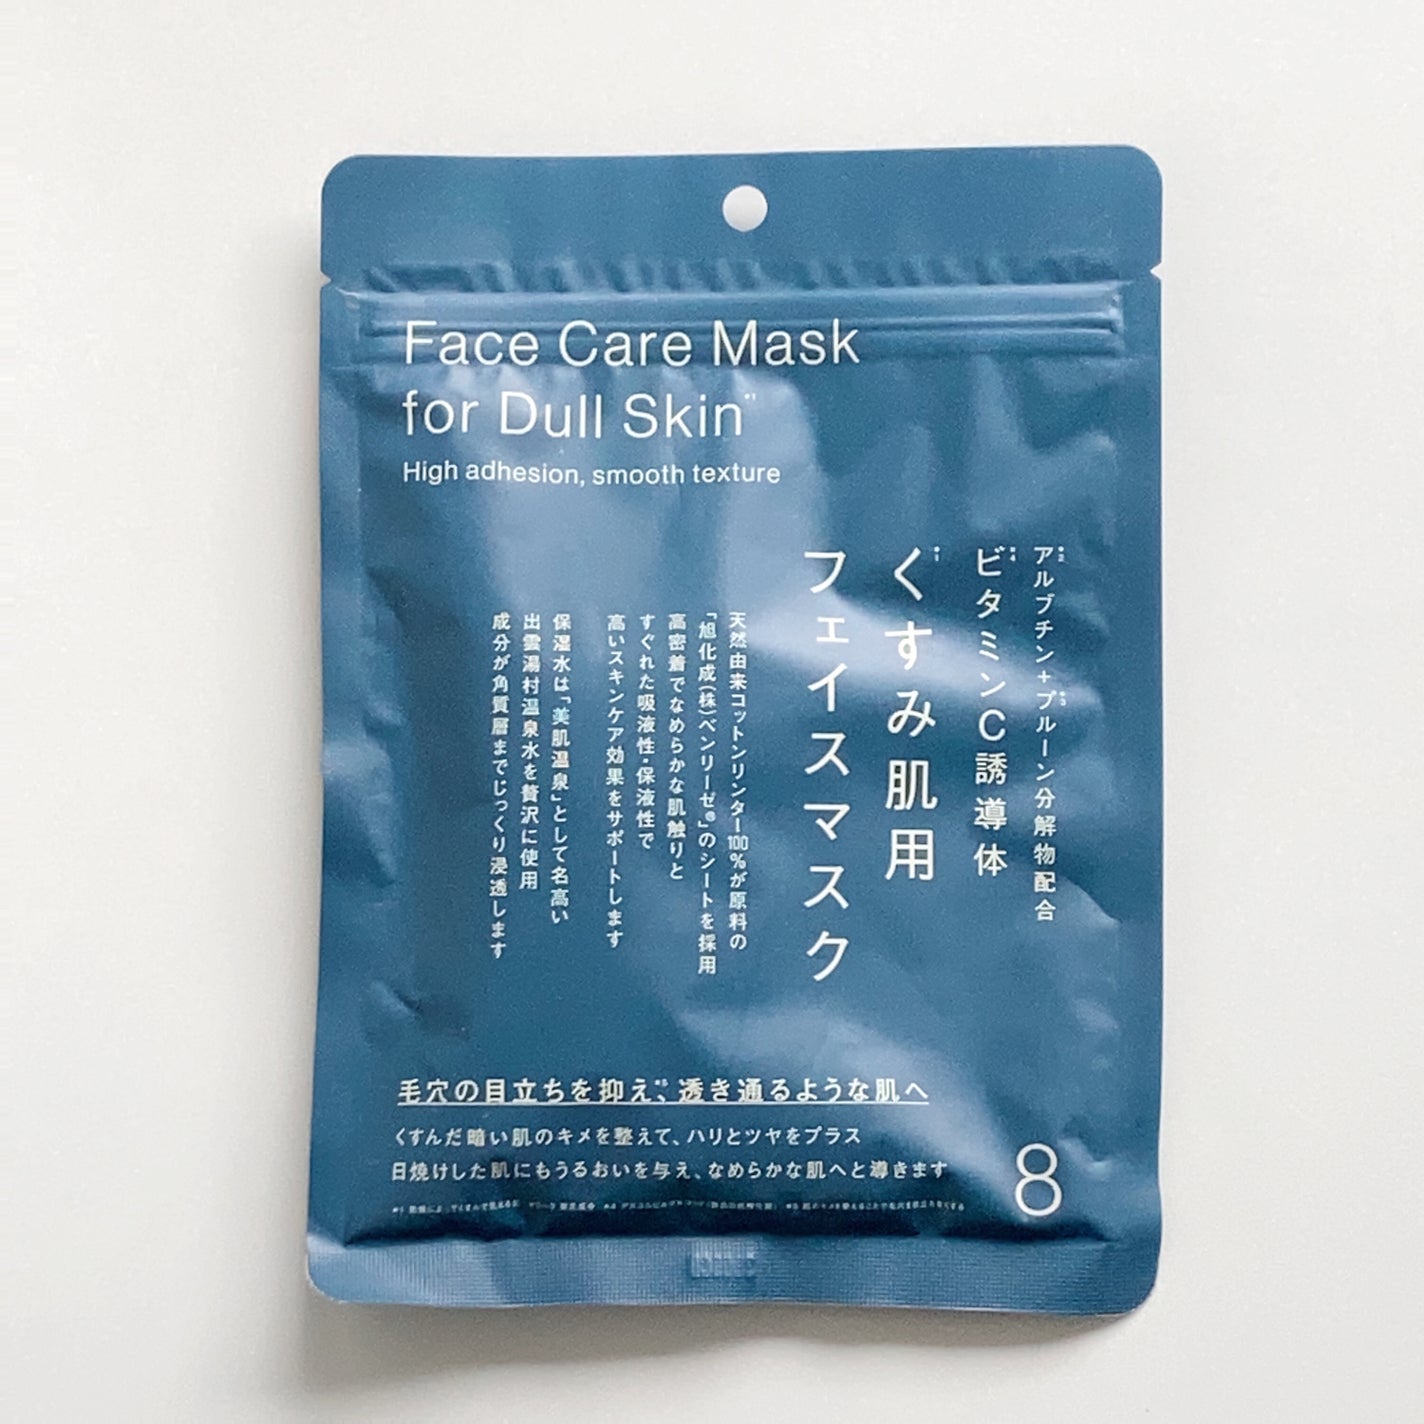 Face Care Mask
for Dull Skin
High adhesion, smooth texture
アルブチン+プルーン分解物配合
ビタミンC誘導体
くすみ肌用
フェイスマスク
天然由来コットンリンター100%が原料の
「旭化成(株)ベンリーゼ®」のシートを採用
高密着でなめらかな肌触りと
すぐれた吸液性・保液性で
高いスキンケア効果をサポートします
保湿水は「美肌温泉」として名高い
出雲湯村温泉水を贅沢に使用
成分が角質層までじっくり浸透します
毛穴の目立ちを抑え、透き通るような肌へ
くすんだ暗い肌のキメを整えて、ハリとツヤをプラス
日焼けした肌にもうるおいを与え、なめらかな肌へと導きます
8